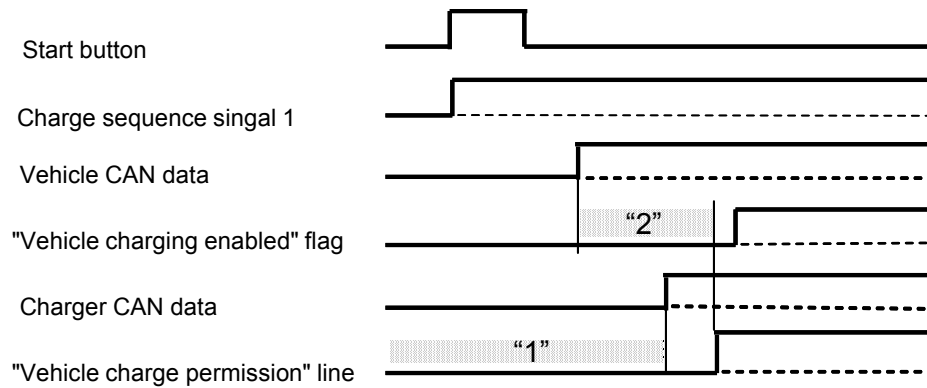 Start button
Charge sequence singal 1
Vehicle CAN data
“2”
"Vehicle charging enabled" flag
Charger CAN data
“1”
"Vehicle charge permission" line